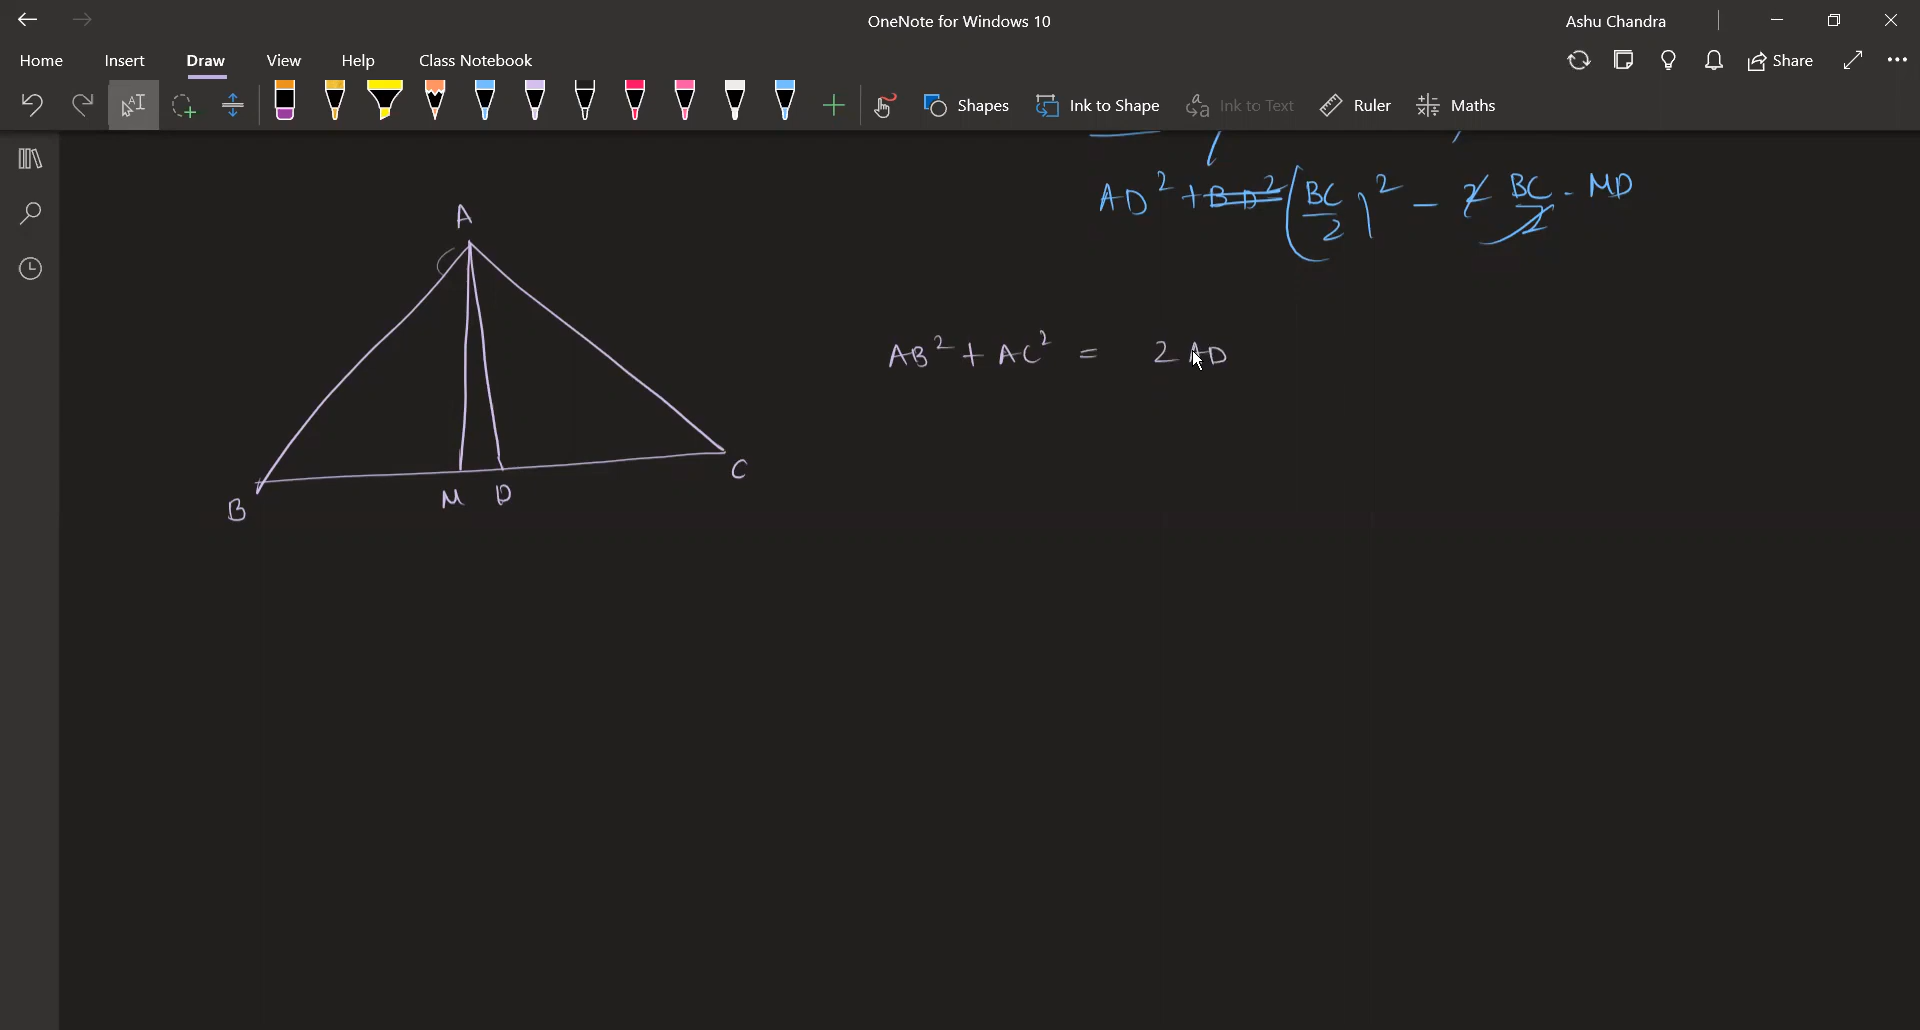 OneNote for Windows 10
Ashu Chandra
Home Insert Draw View Help Class Notebook
Share
Shapes Ink to Shape Ink to Text Ruler Maths
AD² + BD² (BC/2)² - 2 BC/2 . MD
A
AB² + AC² = 2 AD
B M D C